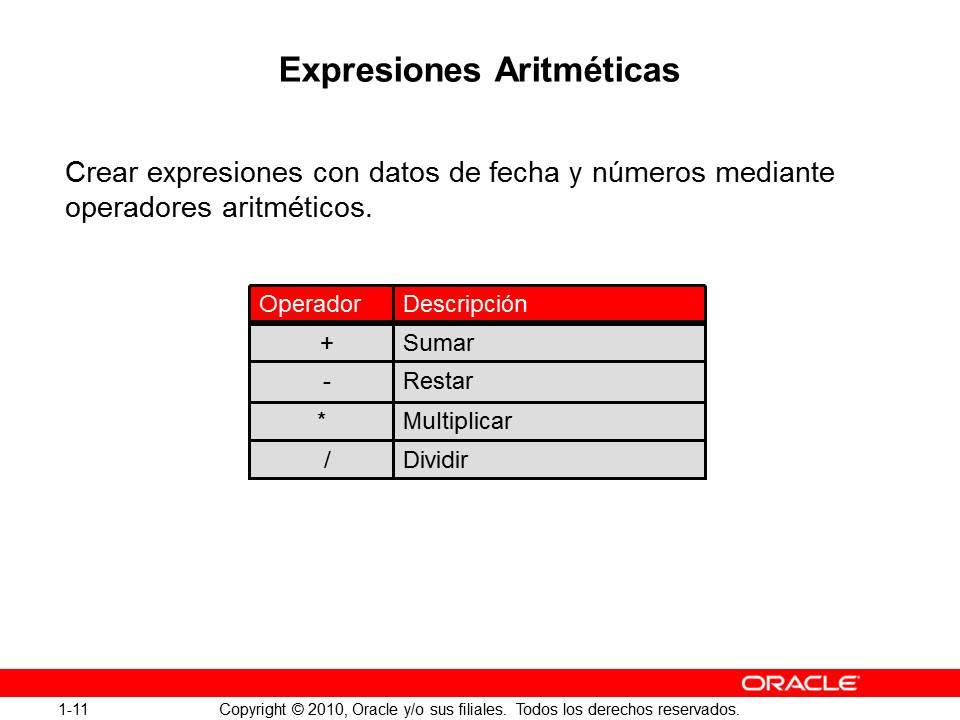 Expresiones Aritméticas
Crear expresiones con datos de fecha y números mediante
operadores aritméticos.
Operador Descripción
+ Sumar
- Restar
* Multiplicar
/ Dividir
ORACLE
1-11 Copyright © 2010, Oracle y/o sus filiales. Todos los derechos reservados.